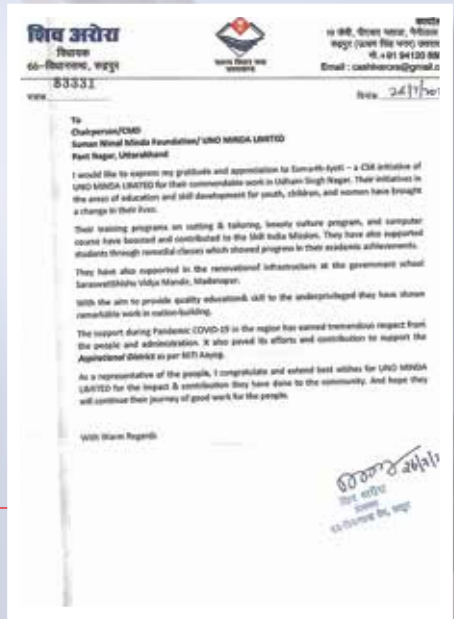 शिव अरोरा
विधायक
66-विधानसभा, रुद्रपुर
83331
To
Chairperson/CMD
Suman Nirmal Minda Foundation/ UNO MINDA LIMITED
Pant Nagar, Uttarakhand
I would like to express my gratitude and appreciation to Samarth-Jyoti – a CSR initiative of
UNO MINDA LIMITED for their commendable work in Udham Singh Nagar. Their initiatives in
the areas of education and skill development for youth, children, and women have brought
a change in their lives.
Their training programs on cutting & tailoring, beauty culture program, and computer
course have boosted and contributed to the Skill India Mission. They have also supported
students through remedial classes which showed progress in their academic achievements.
They have also supported in the renovational infrastructure at the government school
SaraswatiShishu Vidya Mandir, Madanapur.
With the aim to provide quality education& skill to the underprivileged they have shown
remarkable work in nation-building.
The support during Pandemic COVID-19 in the region has earned tremendous respect from
the people and administration. It also paved its efforts and contribution to support the
Aspirational District as per NITI Aayog.
As a representative of the people, I congratulate and extend best wishes for UNO MINDA
LIMITED for the impact & contribution they have done to the community. And hope they
will continue their journey of good work for the people.
With Warm Regards
शिव अरोरा